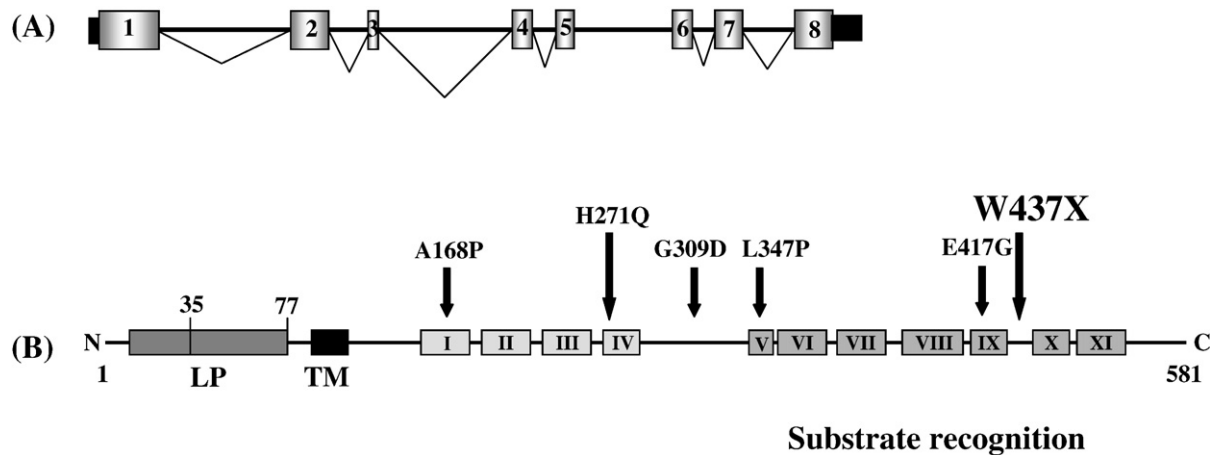 (A) 1 2 3 4 5 6 7 8
W437X
H271Q
A168P G309D L347P E417G
35 77
(B) N I II III IV V VI VII VIII IX X XI C
1 LP TM 581
Substrate recognition